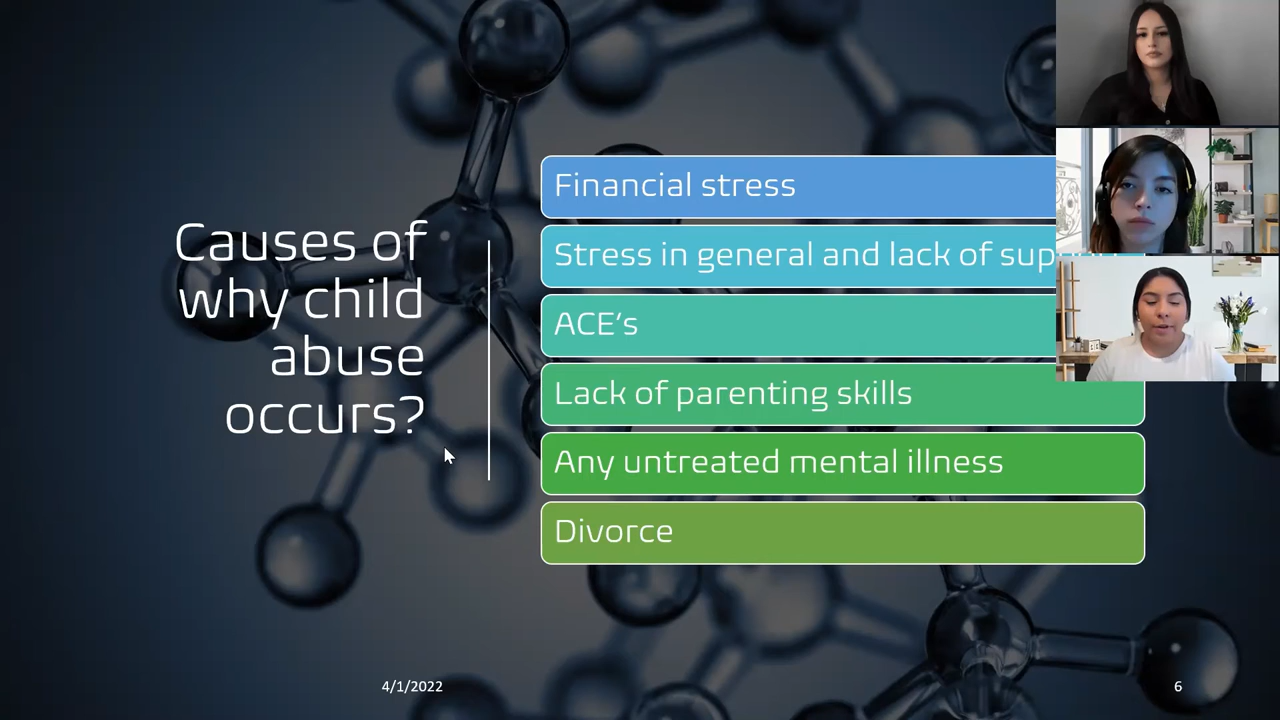 Causes of
why child
abuse
occurs?
Financial stress
Stress in general and lack of
ACE's
Lack of parenting skills
Any untreated mental illness
Divorce
4/1/2022
6